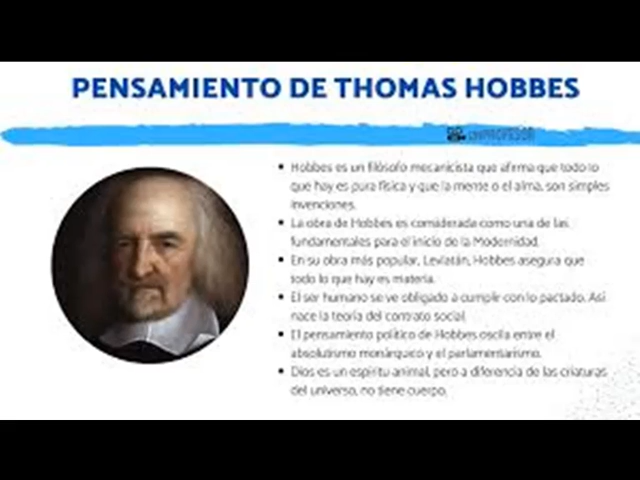 PENSAMIENTO DE THOMAS HOBBES
UNPROFESOR
Hobbes es un filósofo mecanicista que afirma que todo lo
que hay es pura física y que la mente o el alma, son simples
invenciones.
La obra de Hobbes es considerada como una de las
fundamentales para el inicio de la Modernidad.
En su obra más popular, Leviatán, Hobbes asegura que
todo lo que hay es materia.
El ser humano se ve obligado a cumplir con lo pactado. Así
nace la teoría del contrato social.
El pensamiento político de Hobbes oscila entre el
absolutismo monárquico y el parlamentarismo.
Dios es un espíritu animal, pero a diferencia de las criaturas
del universo, no tiene cuerpo.